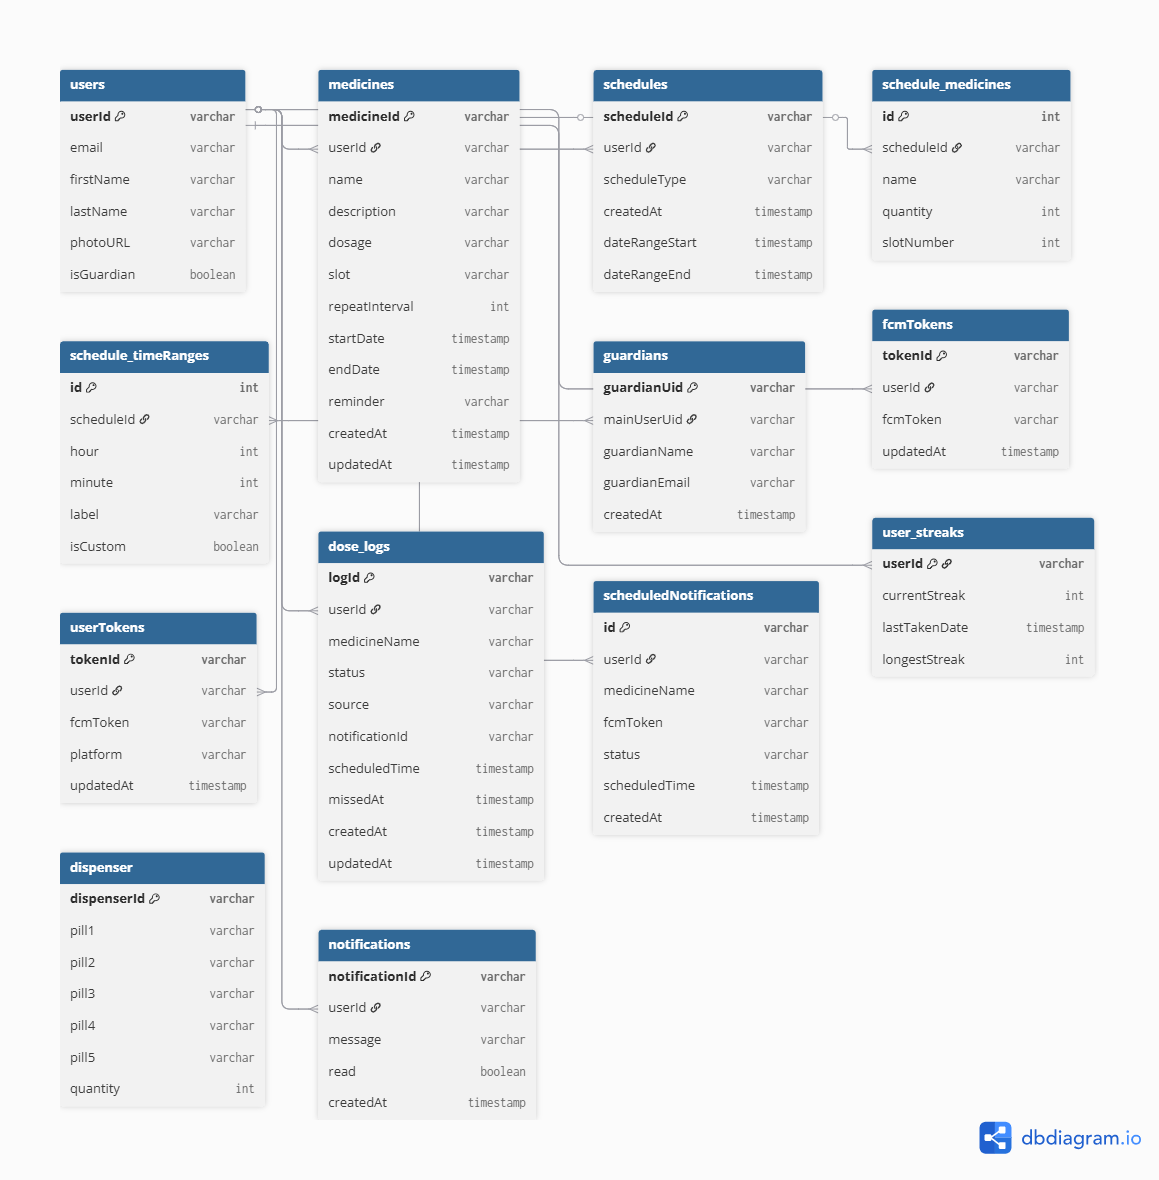 users
userId varchar
email varchar
firstName varchar
lastName varchar
photoURL varchar
isGuardian boolean
medicines
medicineId varchar
userId varchar
name varchar
description varchar
dosage varchar
slot varchar
repeatInterval int
startDate timestamp
endDate timestamp
reminder varchar
createdAt timestamp
updatedAt timestamp
schedules
scheduleId varchar
userId varchar
scheduleType varchar
createdAt timestamp
dateRangeStart timestamp
dateRangeEnd timestamp
schedule_medicines
id int
scheduleId varchar
name varchar
quantity int
slotNumber int
schedule_timeRanges
id int
scheduleId varchar
hour int
minute int
label varchar
isCustom boolean
guardians
guardianUid varchar
mainUserUid varchar
guardianName varchar
guardianEmail varchar
createdAt timestamp
fcmTokens
tokenId varchar
userId varchar
fcmToken varchar
updatedAt timestamp
userTokens
tokenId varchar
userId varchar
fcmToken varchar
platform varchar
updatedAt timestamp
dose_logs
logId varchar
userId varchar
medicineName varchar
status varchar
source varchar
notificationId varchar
scheduledTime timestamp
missedAt timestamp
createdAt timestamp
updatedAt timestamp
scheduledNotifications
id varchar
userId varchar
medicineName varchar
fcmToken varchar
status varchar
scheduledTime timestamp
createdAt timestamp
user_streaks
userId varchar
currentStreak int
lastTakenDate timestamp
longestStreak int
dispenser
dispenserId varchar
pill1 varchar
pill2 varchar
pill3 varchar
pill4 varchar
pill5 varchar
quantity int
notifications
notificationId varchar
userId varchar
message varchar
read boolean
createdAt timestamp
dbdiagram.io